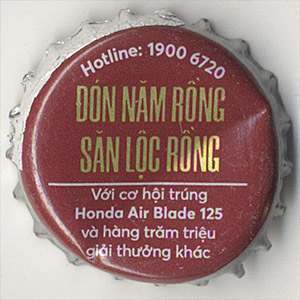 Hotline: 1900 6720
ĐÓN NĂM RỒNG
SĂN LỘC RỒNG
Với cơ hội trúng
Honda Air Blade 125
và hàng trăm triệu
giải thưởng khác